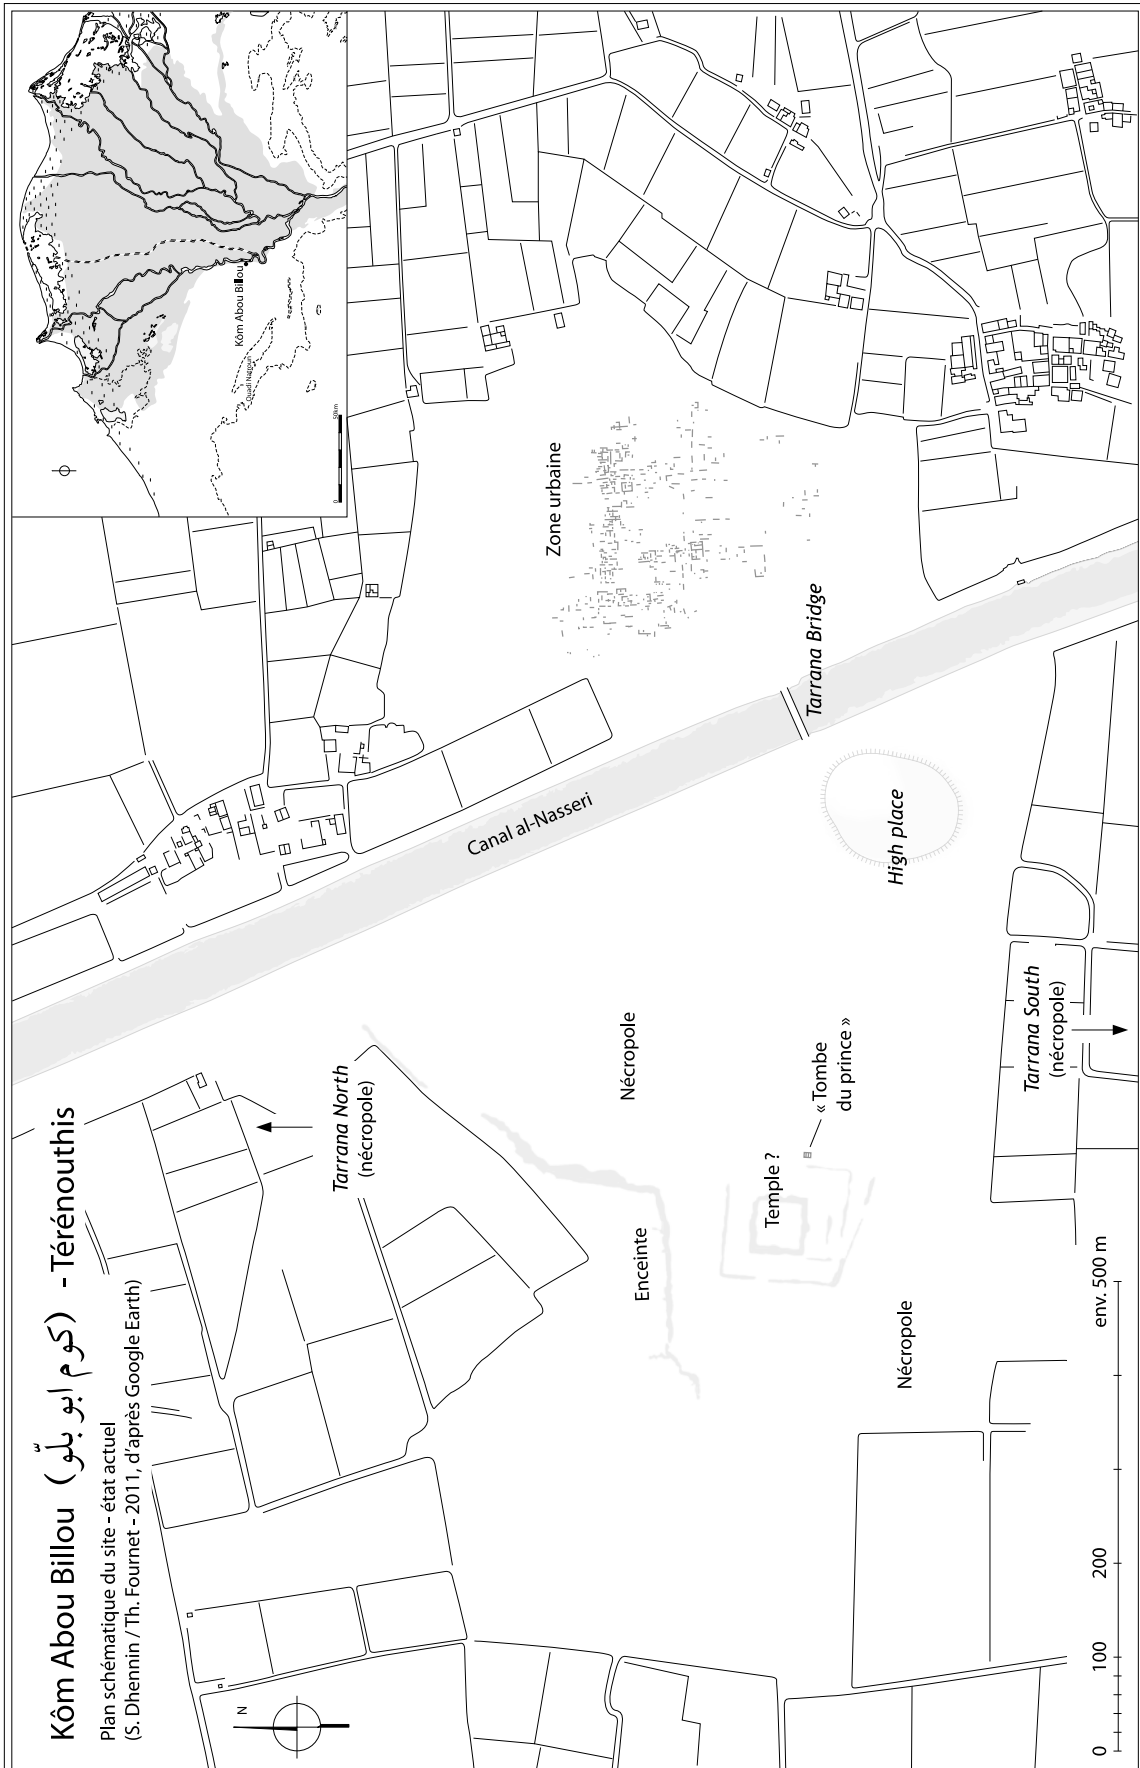 Kôm Abou Billou (كوم ابو بلّو) - Térénouthis
Plan schématique du site - état actuel
(S. Dhennin / Th. Fournet - 2011, d'après Google Earth)
N
Tarrana North
(nécropole)
Canal al-Nasseri
Enceinte
Nécropole
Temple ?
« Tombe
du prince »
Nécropole
High place
Tarrana Bridge
Zone urbaine
Tarrana South
(nécropole)
0
100
200
env. 500 m
Kôm Abou Billou
Ouadi Natroun
0
50km